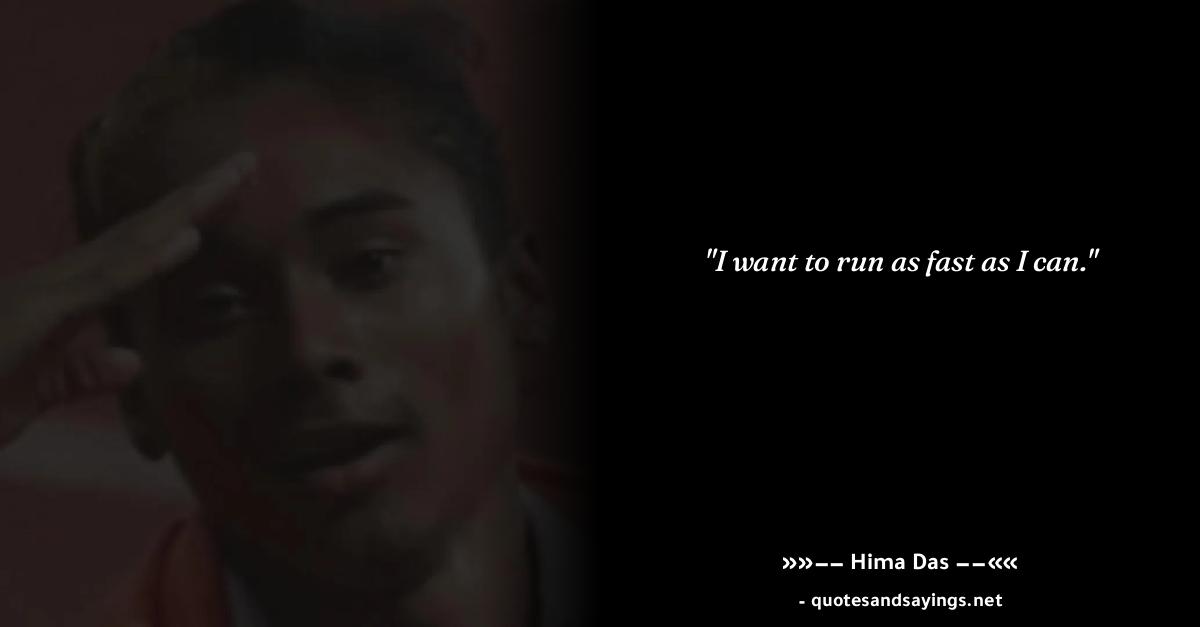 "I want to run as fast as I can."
»»–– Hima Das ––««
- quotesandsayings.net